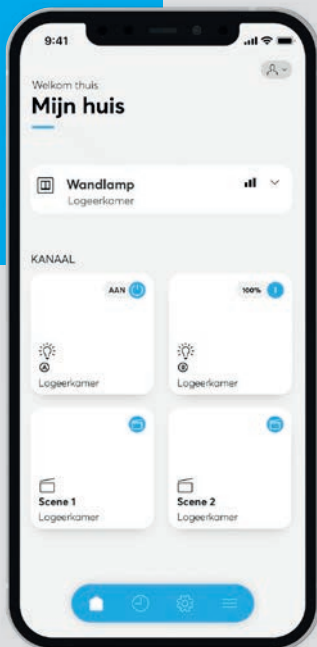 9:41
Welkom thuis
Mijn huis
Wandlamp
Logeerkamer
KANAAL
AAN
100%
A
Logeerkamer
B
Logeerkamer
Scene 1
Logeerkamer
Scene 2
Logeerkamer